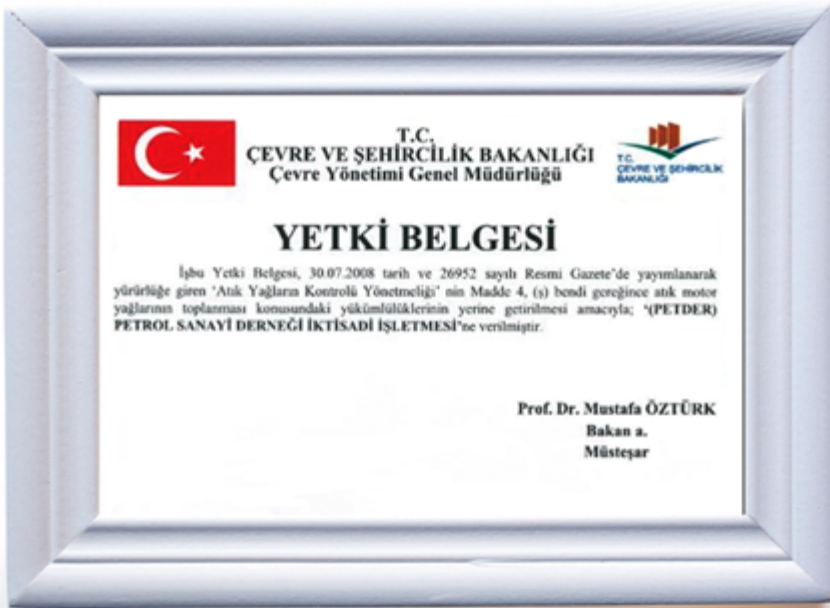 T.C.
ÇEVRE VE ŞEHİRCİLİK BAKANLIĞI
Çevre Yönetimi Genel Müdürlüğü
T.C.
ÇEVRE VE ŞEHİRCİLİK
BAKANLIĞI
YETKİ BELGESİ
İşbu Yetki Belgesi, 30.07.2008 tarih ve 26952 sayılı Resmi Gazete'de yayımlanarak
yürürlüğe giren 'Atık Yağların Kontrolü Yönetmeliği' nin Madde 4, (ş) bendi gereğince atık motor
yağlarının toplanması konusundaki yükümlülüklerinin yerine getirilmesi amacıyla; "(PETDER)
PETROL SANAYİ DERNEĞİ İKTİSADİ İŞLETMESİ"ne verilmiştir.
Prof. Dr. Mustafa ÖZTÜRK
Bakan a.
Müsteşar